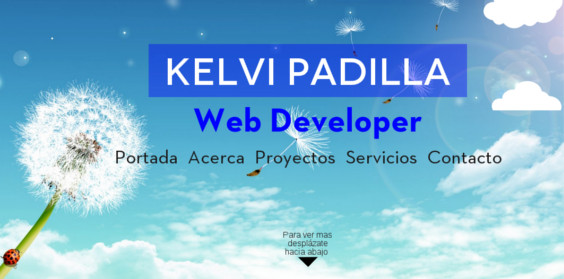 KELVI PADILLA
Web Developer
Portada Acerca Proyectos Servicios Contacto
Para ver mas
desplázate
hacia abajo